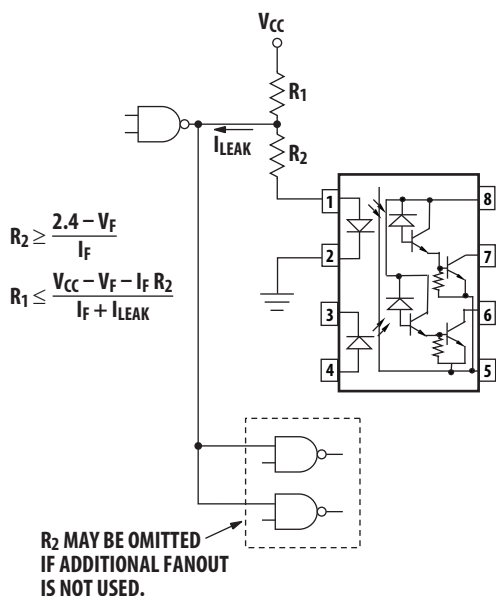 VCC
R1
ILEAK
R2
1
8
2
7
3
6
4
5
R2 ≥ 2.4 – VF
IF
R1 ≤ VCC – VF – IF R2
IF + ILEAK
R2 MAY BE OMITTED
IF ADDITIONAL FANOUT
IS NOT USED.